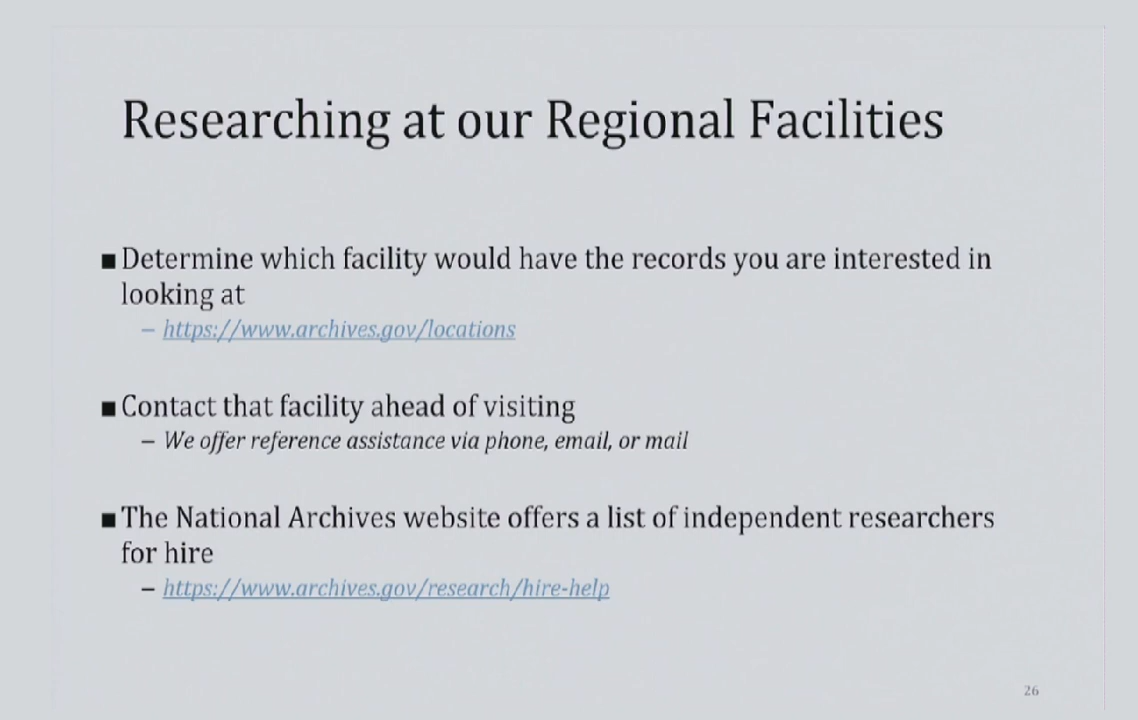 Researching at our Regional Facilities
■ Determine which facility would have the records you are interested in
looking at
– https://www.archives.gov/locations
■ Contact that facility ahead of visiting
– We offer reference assistance via phone, email, or mail
■ The National Archives website offers a list of independent researchers
for hire
– https://www.archives.gov/research/hire-help
26